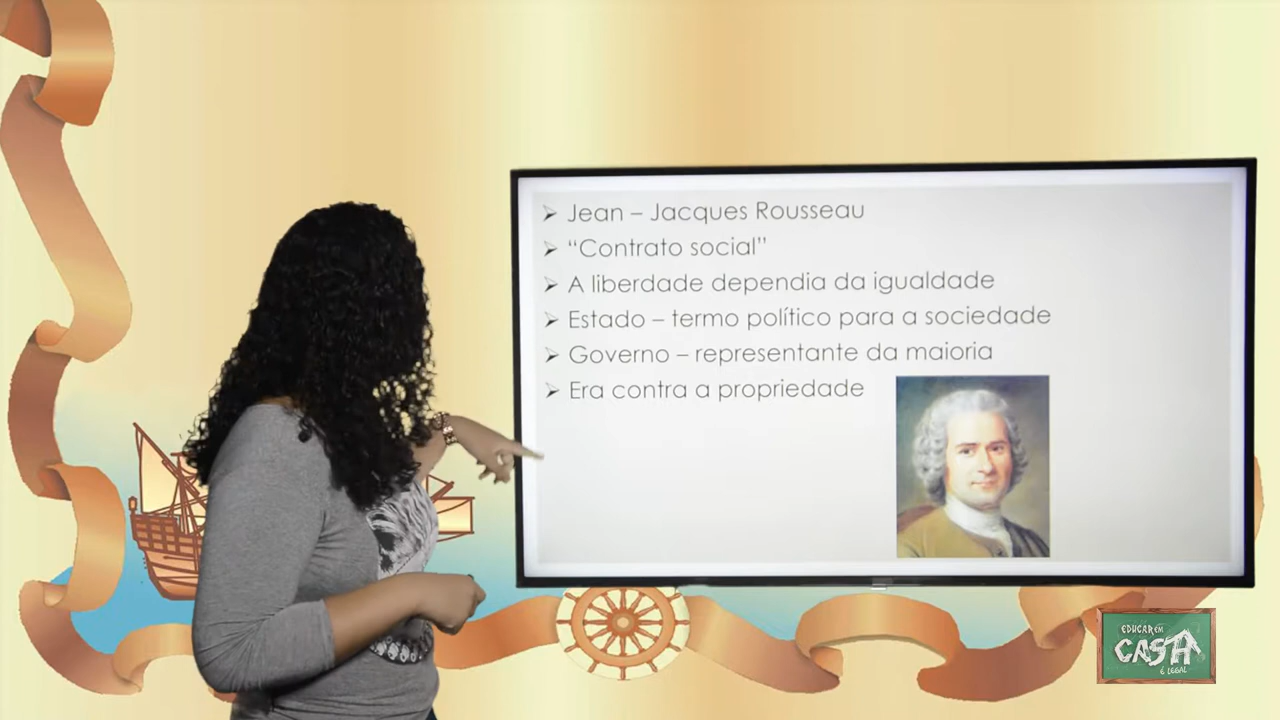 Jean – Jacques Rousseau
“Contrato social”
A liberdade dependia da igualdade
Estado – termo político para a sociedade
Governo – representante da maioria
Era contra a propriedade
EDUCAR EM
CASA
É LEGAL